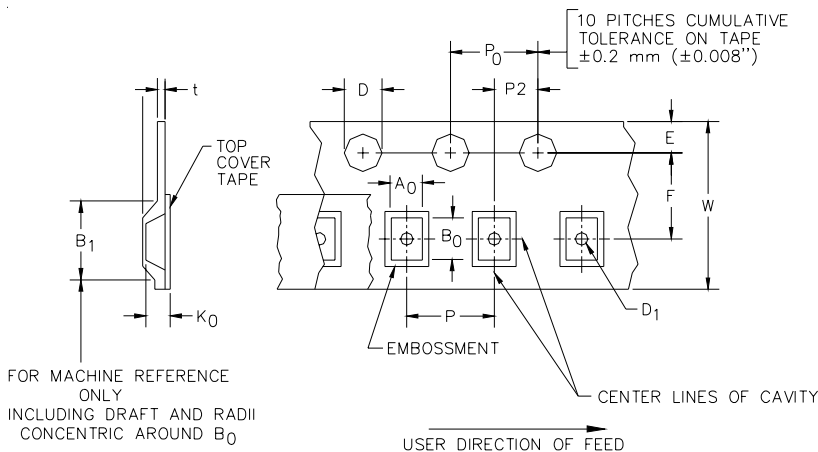 10 PITCHES CUMULATIVE
TOLERANCE ON TAPE
±0.2 mm (±0.008")
P0
t
D
P2
E
TOP
COVER
TAPE
A0
F
W
B1
B0
K0
P
D1
EMBOSSMENT
FOR MACHINE REFERENCE
ONLY
INCLUDING DRAFT AND RADII
CONCENTRIC AROUND B0
CENTER LINES OF CAVITY
USER DIRECTION OF FEED